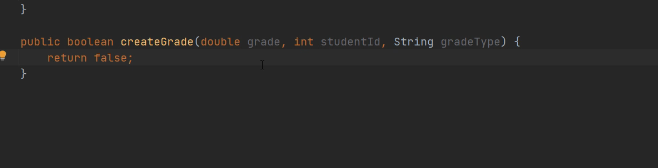 }
public boolean createGrade(double grade, int studentId, String gradeType) {
return false;
}